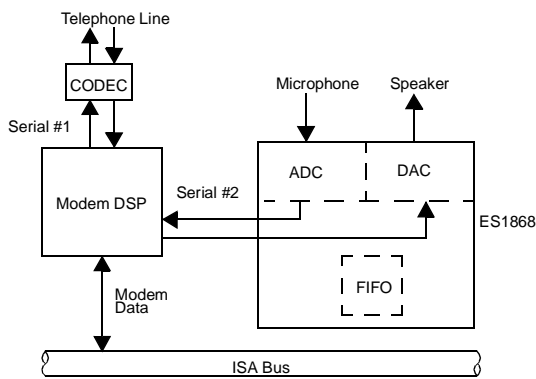 Telephone Line
CODEC
Microphone
Speaker
Serial #1
ADC
DAC
Modem DSP
Serial #2
ES1868
FIFO
Modem
Data
ISA Bus